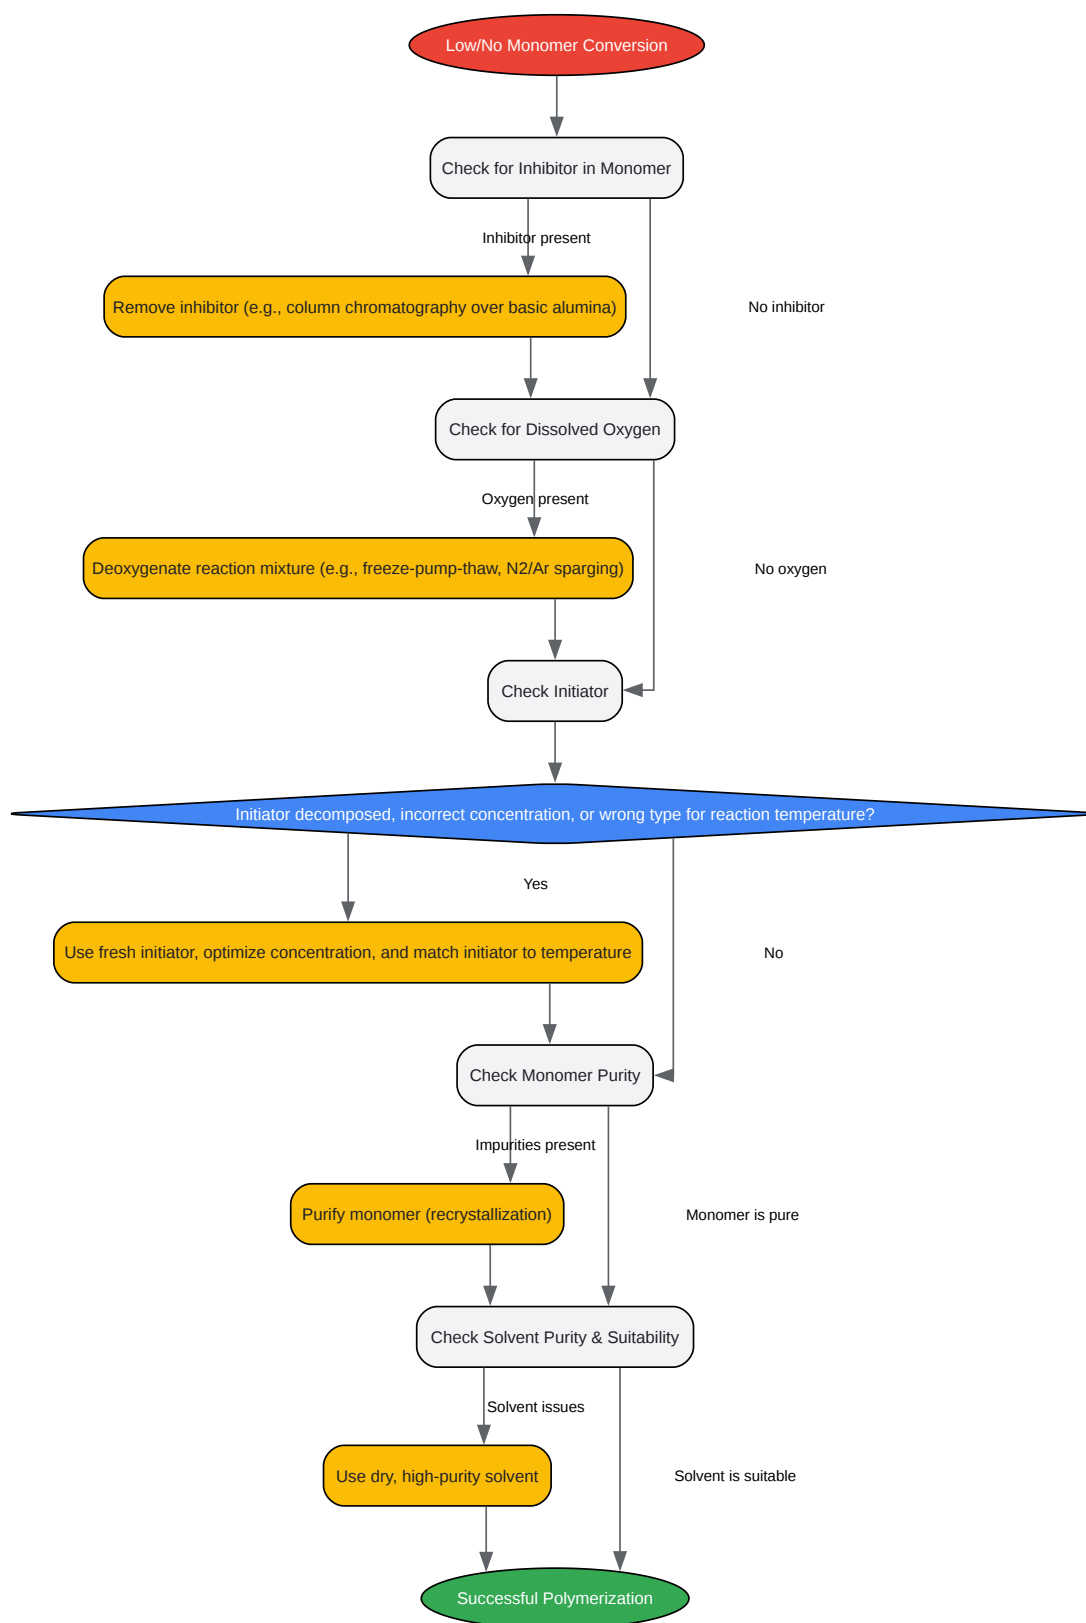 Low/No Monomer Conversion
Check for Inhibitor in Monomer
Inhibitor present
Remove inhibitor (e.g., column chromatography over basic alumina)
No inhibitor
Check for Dissolved Oxygen
Oxygen present
Deoxygenate reaction mixture (e.g., freeze-pump-thaw, N2/Ar sparging)
No oxygen
Check Initiator
Initiator decomposed, incorrect concentration, or wrong type for reaction temperature?
Yes
Use fresh initiator, optimize concentration, and match initiator to temperature
No
Check Monomer Purity
Impurities present
Purify monomer (recrystallization)
Monomer is pure
Check Solvent Purity & Suitability
Solvent issues
Use dry, high-purity solvent
Solvent is suitable
Successful Polymerization